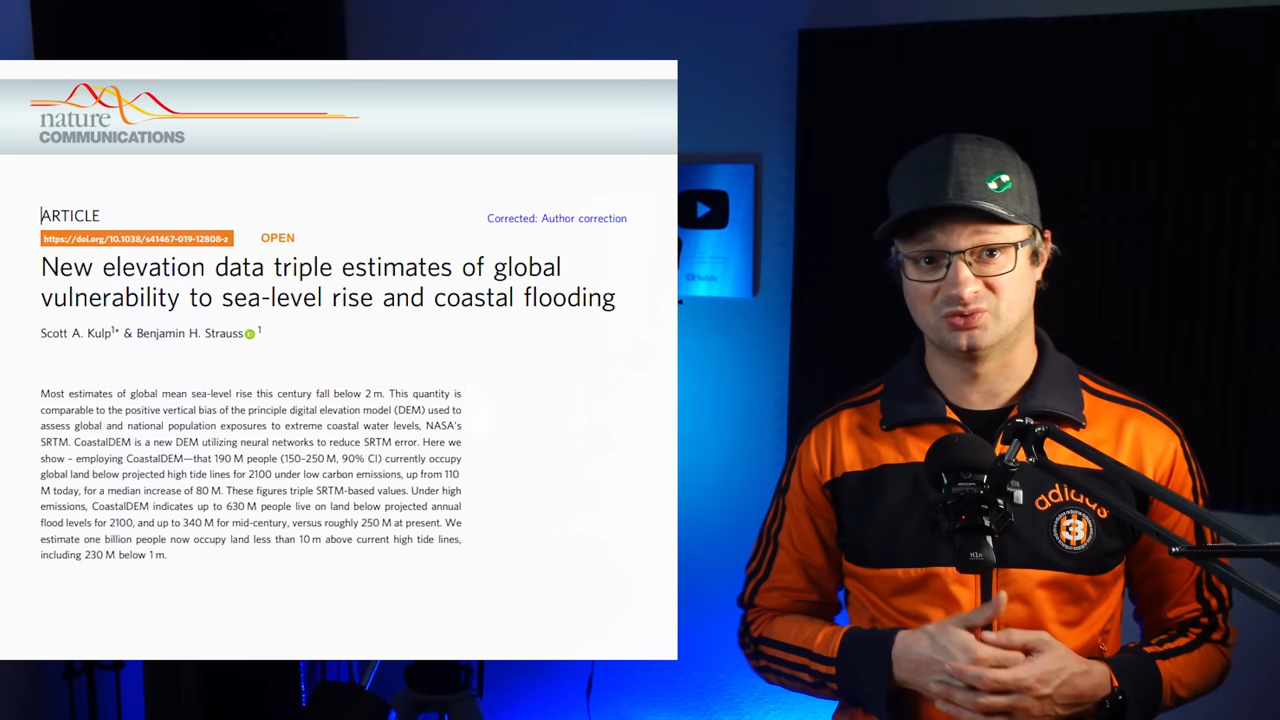 nature
COMMUNICATIONS
ARTICLE
Corrected: Author correction
https://doi.org/10.1038/s41467-019-12808-z
OPEN
New elevation data triple estimates of global
vulnerability to sea-level rise and coastal flooding
Scott A. Kulp1* & Benjamin H. Strauss iD 1
Most estimates of global mean sea-level rise this century fall below 2 m. This quantity is
comparable to the positive vertical bias of the principle digital elevation model (DEM) used to
assess global and national population exposures to extreme coastal water levels, NASA's
SRTM. CoastalDEM is a new DEM utilizing neural networks to reduce SRTM error. Here we
show – employing CoastalDEM—that 190 M people (150–250 M, 90% CI) currently occupy
global land below projected high tide lines for 2100 under low carbon emissions, up from 110
M today, for a median increase of 80 M. These figures triple SRTM-based values. Under high
emissions, CoastalDEM indicates up to 630 M people live on land below projected annual
flood levels for 2100, and up to 340 M for mid-century, versus roughly 250 M at present. We
estimate one billion people now occupy land less than 10 m above current high tide lines,
including 230 M below 1 m.
YouTube
zoom
H1n
adidas
3